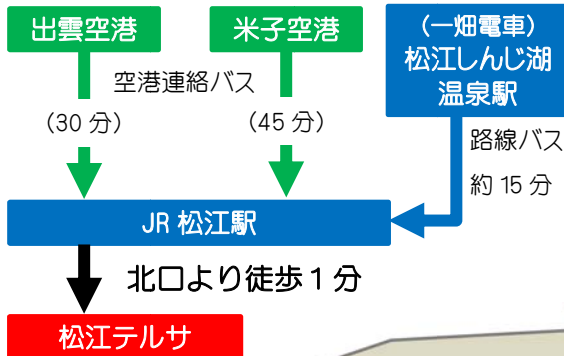 出雲空港
米子空港
(一畑電車)
松江しんじ湖
温泉駅
空港連絡バス
(30 分)
(45 分)
路線バス
約 15 分
JR 松江駅
北口より徒歩 1 分
松江テルサ